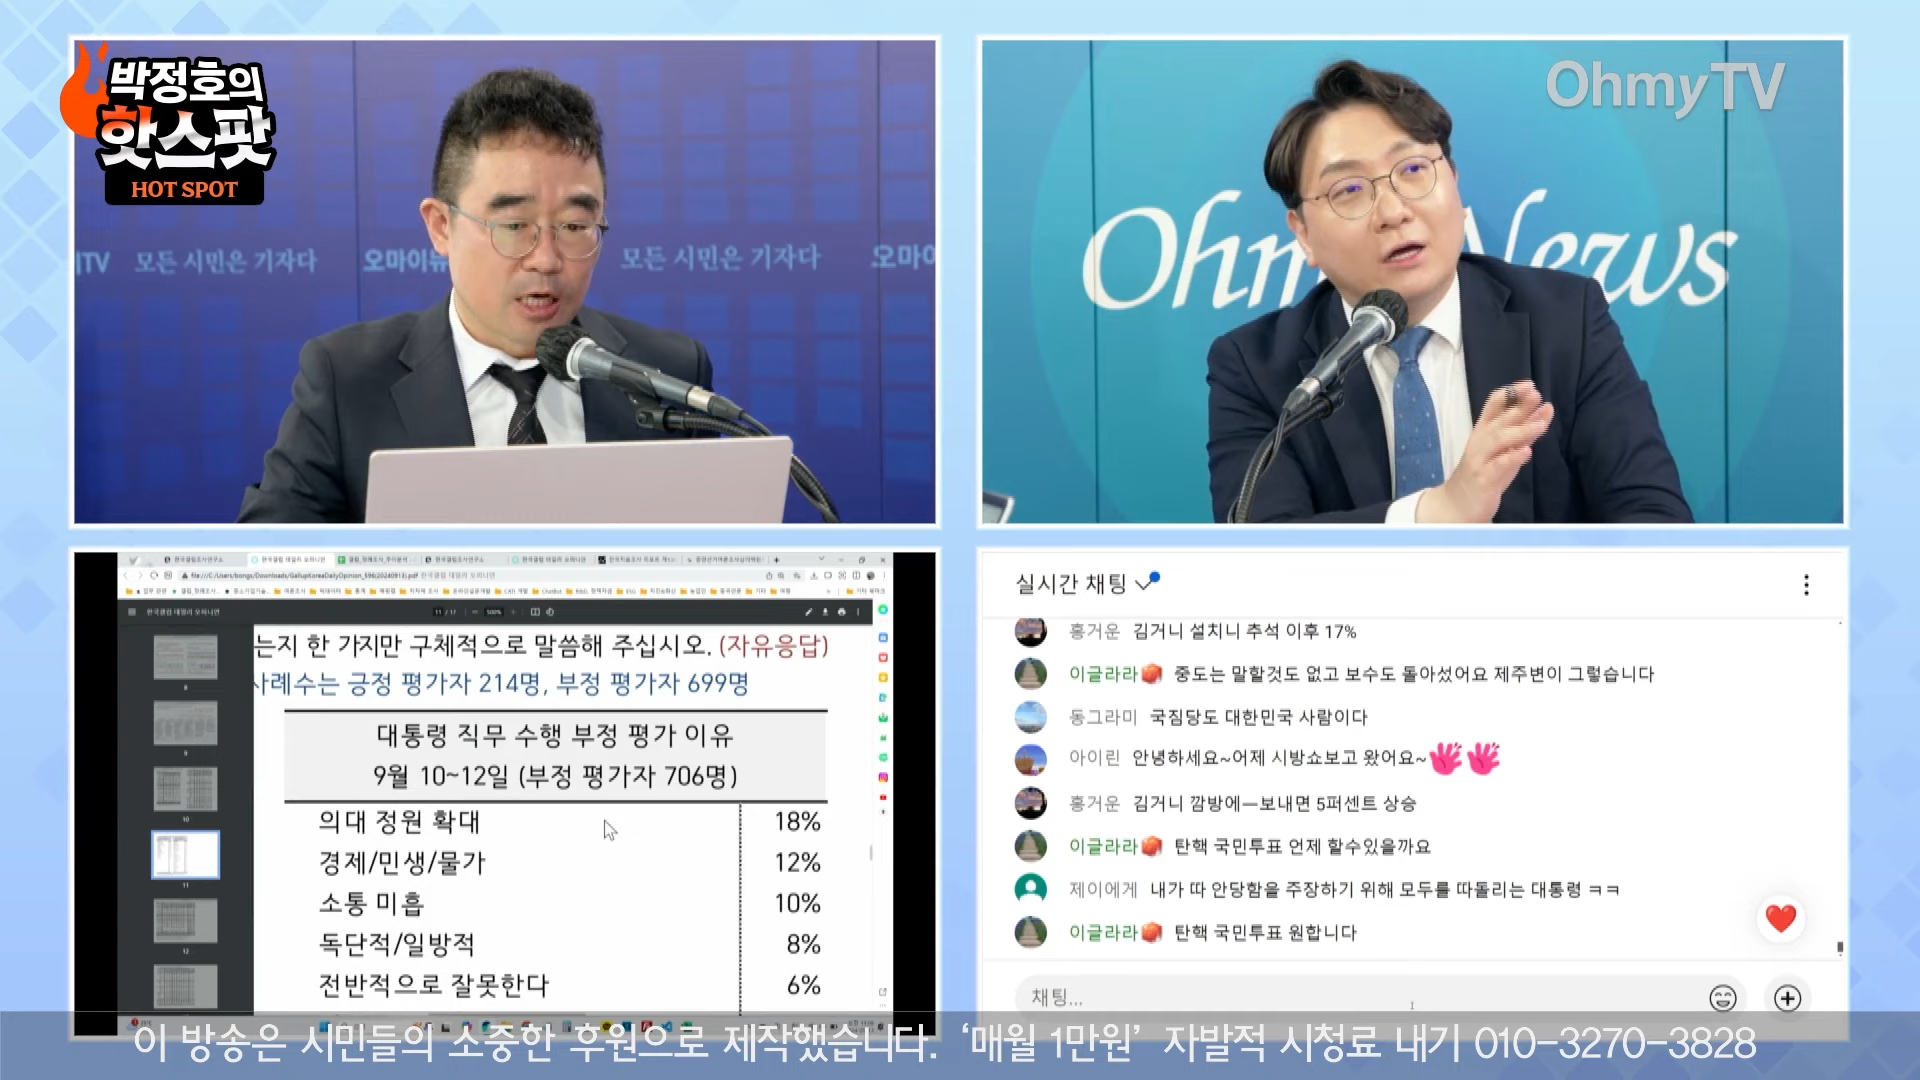 박정호의
핫스팟
HOT SPOT
TV 모든 시민은 기자다 오마이뉴 모든 시민은 기자다 오마이
OhmyTV
Ohm News
는지 한 가지만 구체적으로 말씀해 주십시오. (자유응답)
사례수는 긍정 평가자 214명, 부정 평가자 699명
대통령 직무 수행 부정 평가 이유
9월 10~12일 (부정 평가자 706명)
의대 정원 확대 18%
경제/민생/물가 12%
소통 미흡 10%
독단적/일방적 8%
전반적으로 잘못한다 6%
8
9
10
11
12
실시간 채팅
홍거운 김거니 설치니 추석 이후 17%
이글라라 중도는 말할것도 없고 보수도 돌아섰어요 제주변이 그렇습니다
동그라미 국짐당도 대한민국 사람이다
아이린 안녕하세요~어제 시방쇼보고 왔어요~
홍거운 김거니 깜방에ㅡ보내면 5퍼센트 상승
이글라라 탄핵 국민투표 언제 할수있을까요
제이에게 내가 따 안당함을 주장하기 위해 모두를 따돌리는 대통령 ㅋㅋ
이글라라 탄핵 국민투표 원합니다
채팅...
이 방송은 시민들의 소중한 후원으로 제작했습니다. ‘매월 1만원’ 자발적 시청료 내기 010-3270-3828